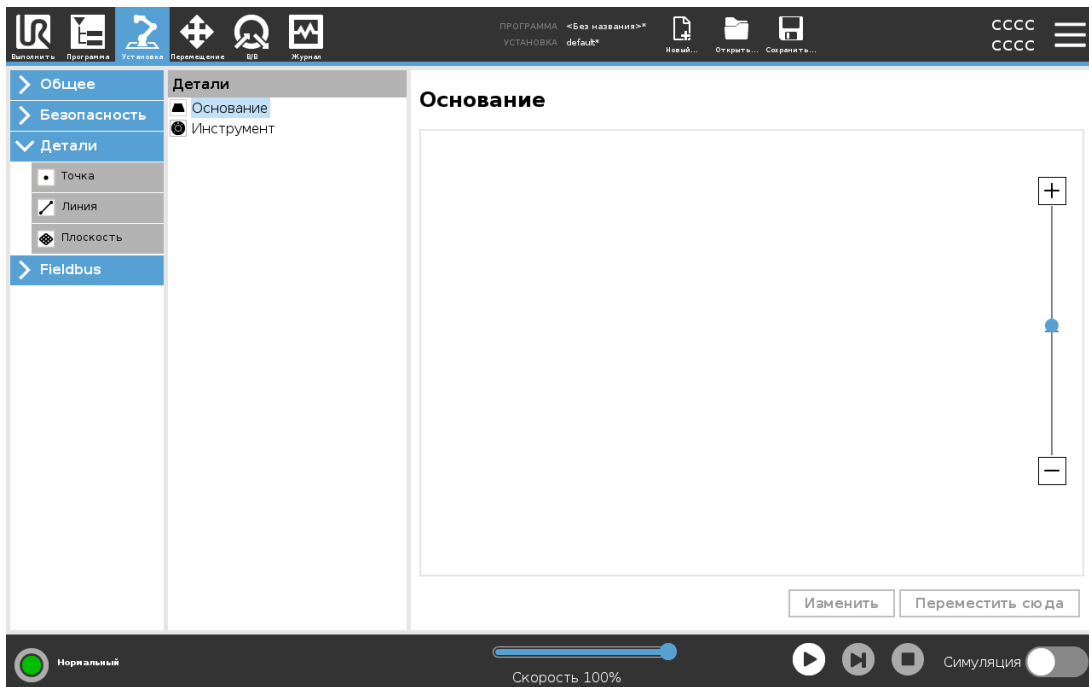 ПРОГРАММА <Без названия>*
УСТАНОВКА default*
CCCC
CCCC
Выполнить Программа Установка Перемещение В/В Журнал
Новый... Открыть... Сохранить...
Общее
Безопасность
Детали
Точка
Линия
Плоскость
Fieldbus
Детали
Основание
Инструмент
Основание
Изменить Переместить сюда
Нормальный
Скорость 100%
Симуляция